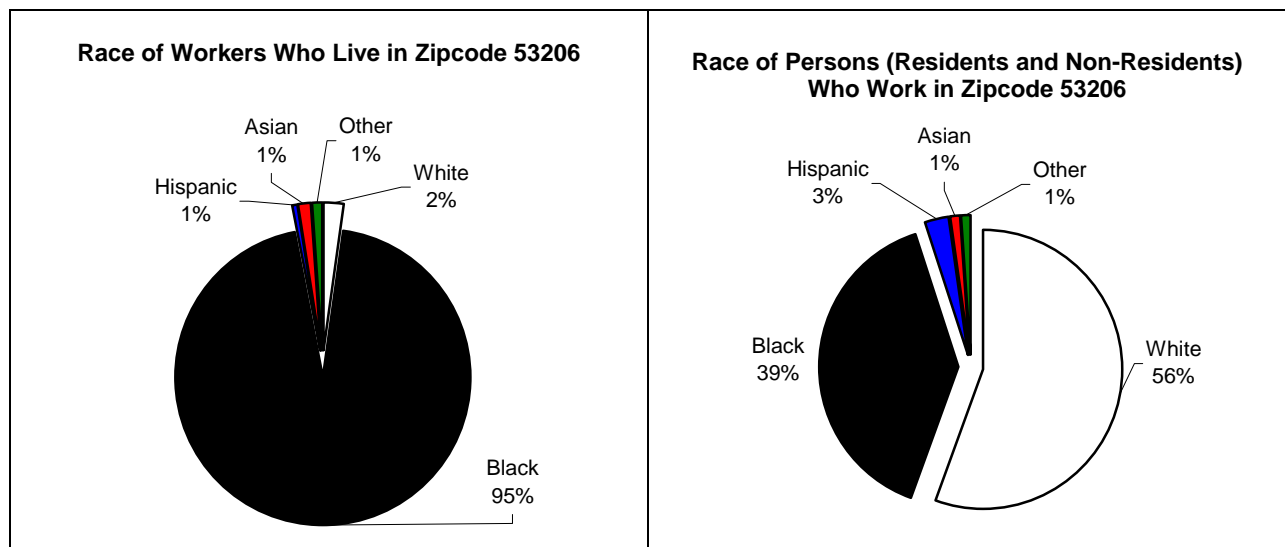 Race of Workers Who Live in Zipcode 53206
Asian
1%
Other
1%
Hispanic
1%
White
2%
Black
95%
Race of Persons (Residents and Non-Residents)
Who Work in Zipcode 53206
Asian
1%
Hispanic
3%
Other
1%
Black
39%
White
56%